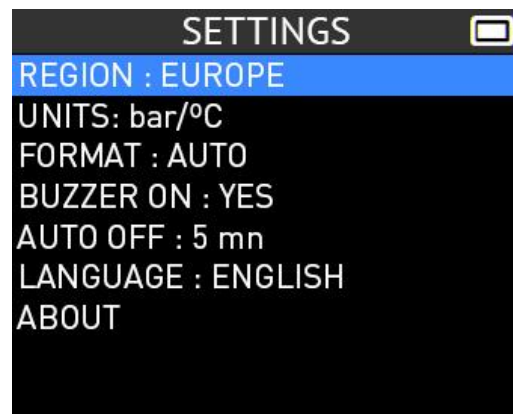 SETTINGS
REGION : EUROPE
UNITS: bar/ºC
FORMAT : AUTO
BUZZER ON : YES
AUTO OFF : 5 mn
LANGUAGE : ENGLISH
ABOUT